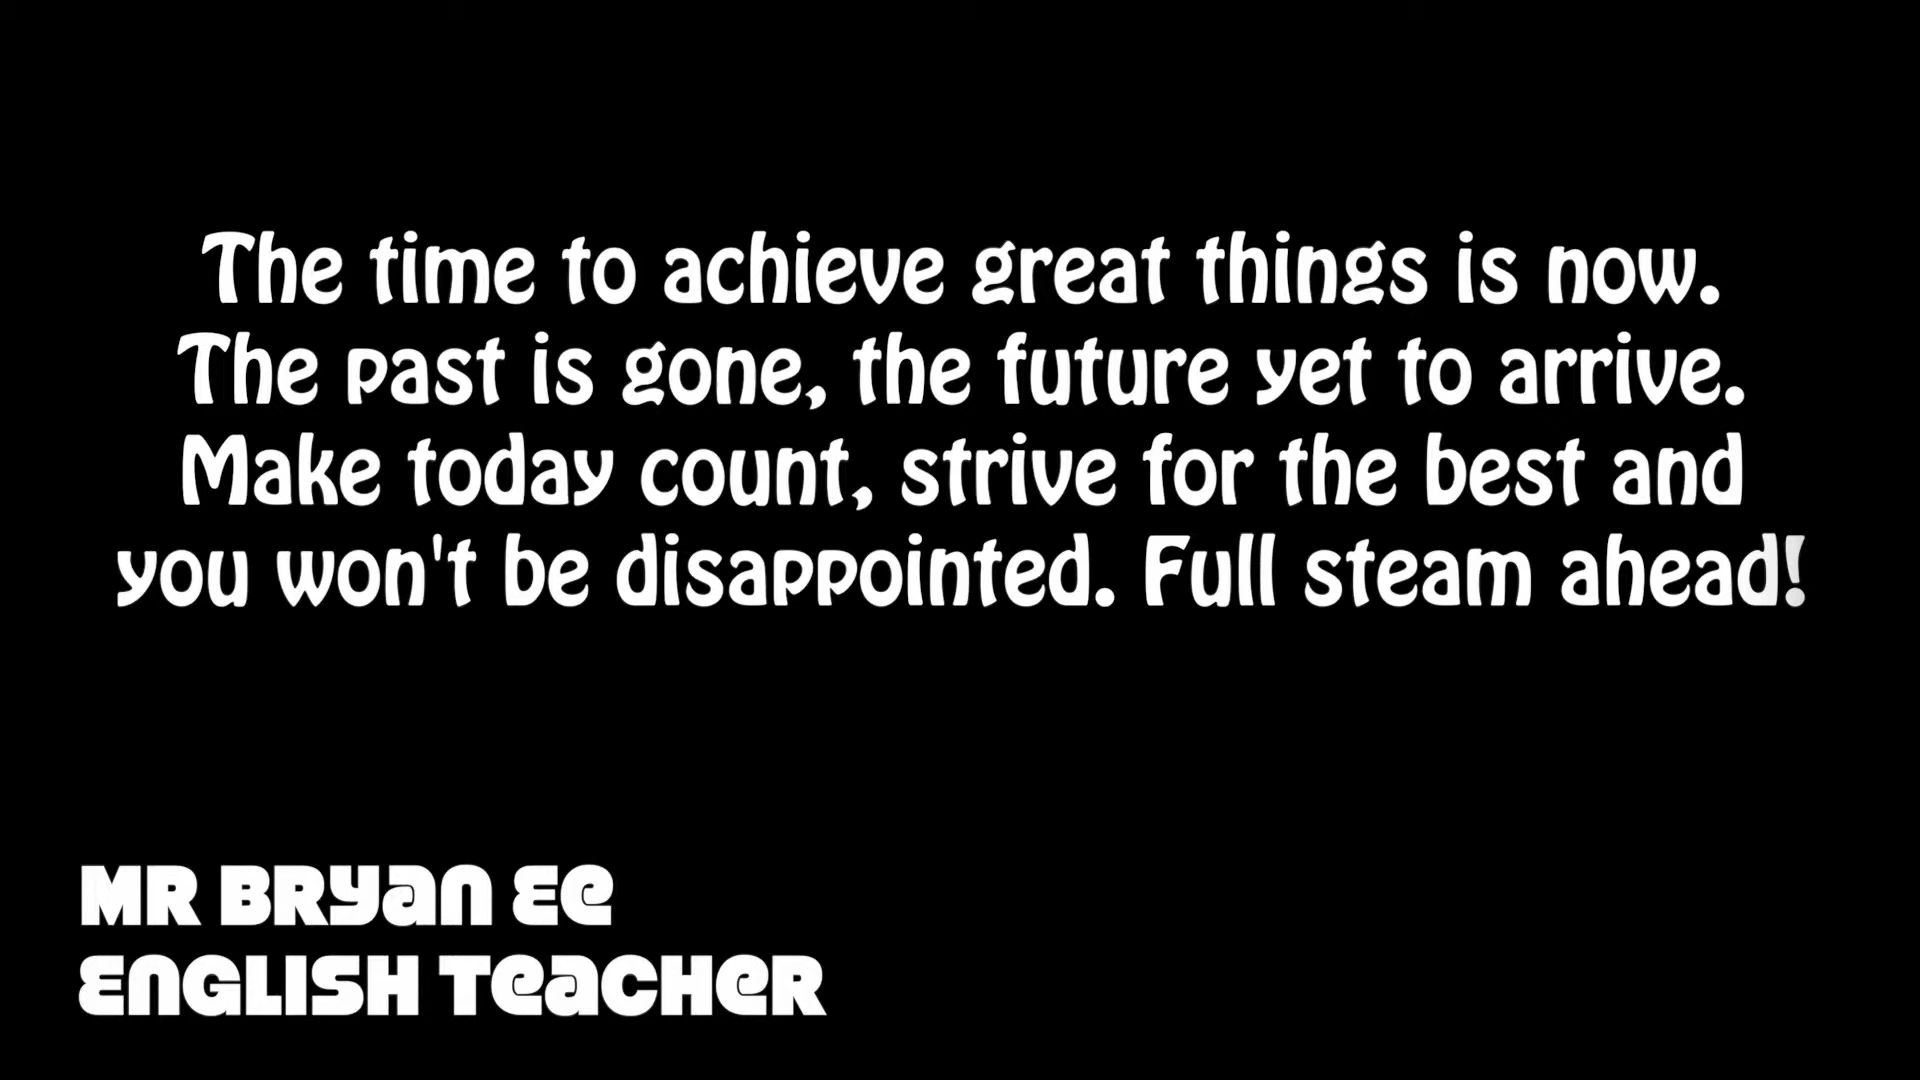 The time to achieve great things is now.
The past is gone, the future yet to arrive.
Make today count, strive for the best and
you won't be disappointed. Full steam ahead!
MR BRyan Ee
ENGLISH TeacHeR